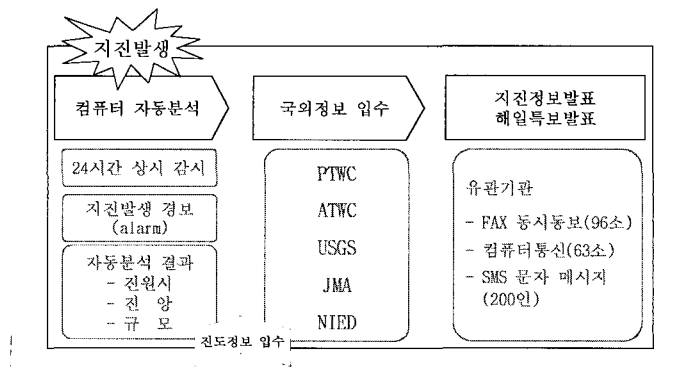 지진발생
컴퓨터 자동분석
국외정보 입수
지진정보발표
해일특보발표
24시간 상시 감시
지진발생 경보
(alarm)
자동분석 결과
- 진원시
- 진 앙
- 규 모
진도정보 입수
PTWC
ATWC
USGS
JMA
NIED
유관기관
- FAX 동시동보(96소)
- 컴퓨터통신(63소)
- SMS 문자 메시지
(200인)